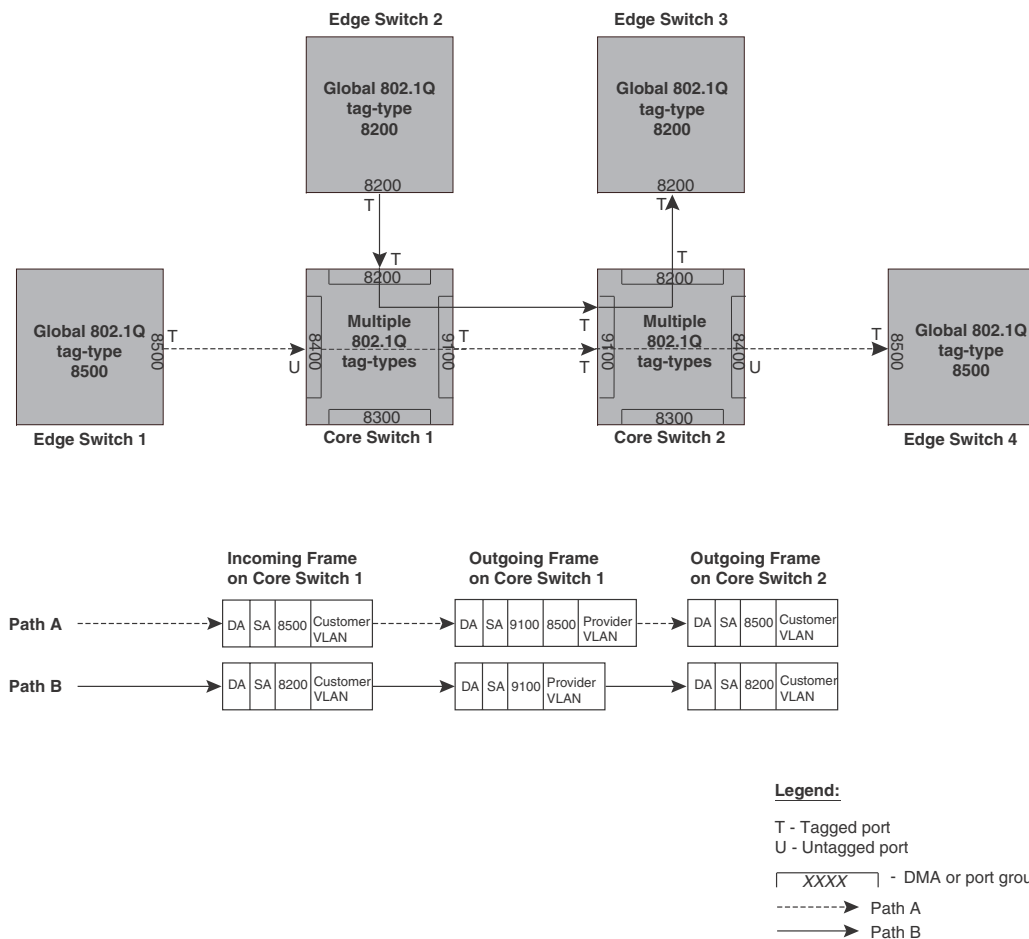 Edge Switch 2
Edge Switch 3
Global 802.1Q
tag-type
8200
8200
T
Global 802.1Q
tag-type
8200
8200
T
T
T
Global 802.1Q
tag-type
8500
8500
T
Edge Switch 1
U
8400
8200
Multiple
802.1Q
tag-types
9100
8300
T
Core Switch 1
T
T
9100
8200
Multiple
802.1Q
tag-types
8400
8300
U
Core Switch 2
T
8500
Global 802.1Q
tag-type
8500
Edge Switch 4
Incoming Frame
on Core Switch 1
Outgoing Frame
on Core Switch 1
Outgoing Frame
on Core Switch 2
Path A
DA SA 8500 Customer
VLAN
DA SA 9100 8500 Provider
VLAN
DA SA 8500 Customer
VLAN
Path B
DA SA 8200 Customer
VLAN
DA SA 9100 Provider
VLAN
DA SA 8200 Customer
VLAN
Legend:
T - Tagged port
U - Untagged port
XXXX - DMA or port grou
Path A
Path B